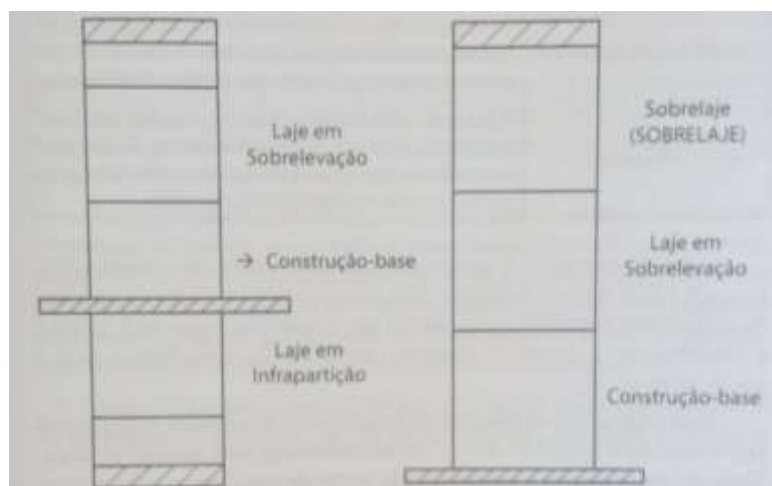 Laje em
Sobrelevação
→ Construção-base
Laje em
Infrapartição
Sobrelaje
(SOBRELAJE)
Laje em
Sobrelevação
Construção-base